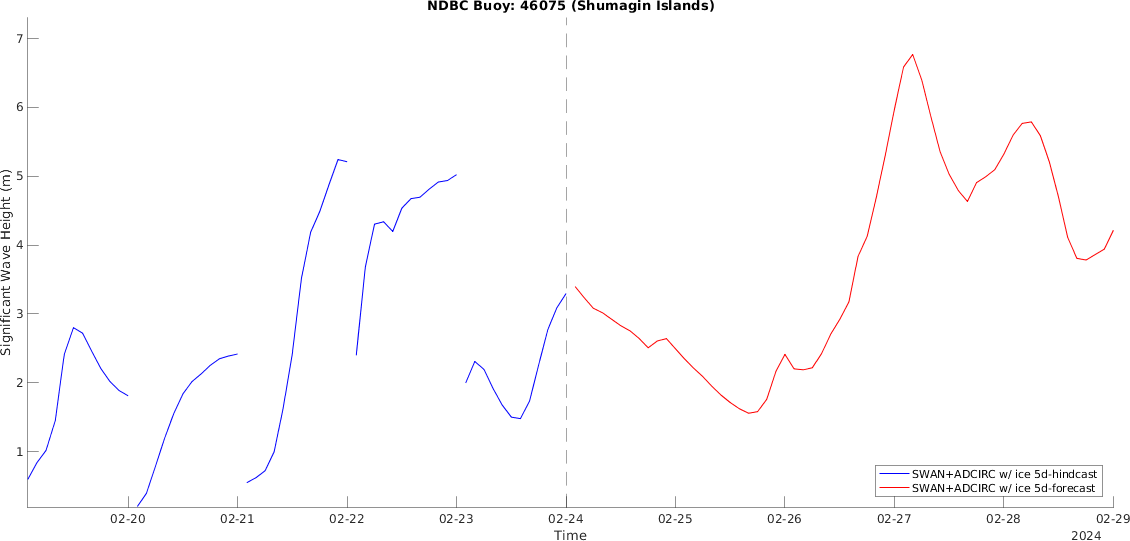 NDBC Buoy: 46075 (Shumagin Islands)
Significant Wave Height (m)
7
6
5
4
3
2
1
SWAN+ADCIRC w/ ice 5d-hindcast
SWAN+ADCIRC w/ ice 5d-forecast
02-20 02-21 02-22 02-23 02-24 02-25 02-26 02-27 02-28 02-29
Time
2024